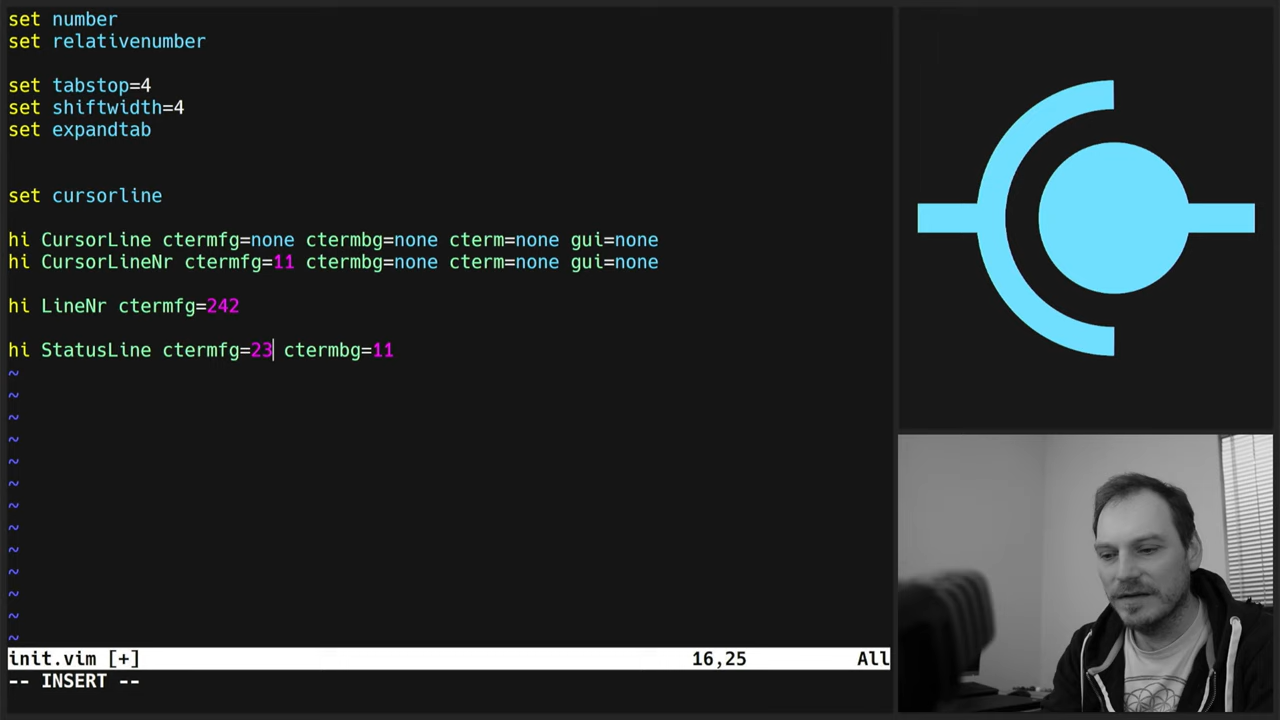 set number
set relativenumber
set tabstop=4
set shiftwidth=4
set expandtab
set cursorline
hi CursorLine ctermfg=none ctermbg=none cterm=none gui=none
hi CursorLineNr ctermfg=11 ctermbg=none cterm=none gui=none
hi LineNr ctermfg=242
hi StatusLine ctermfg=23 ctermbg=11
~
~
~
~
~
~
~
~
~
~
~
~
~
init.vim [+] 16,25 All
-- INSERT --